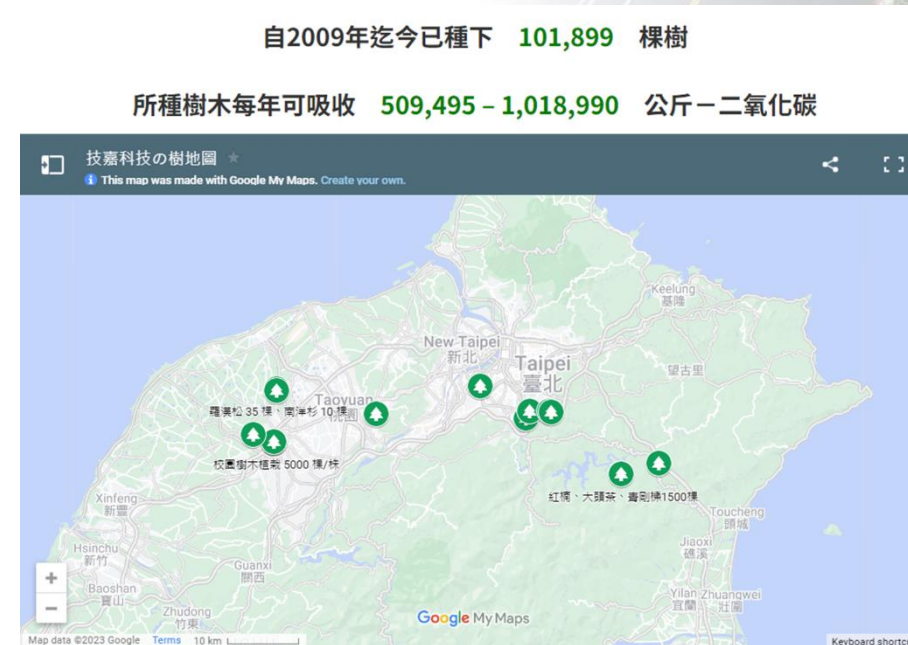 自2009年迄今已種下 101,899 棵樹
所種樹木每年可吸收 509,495 – 1,018,990 公斤－二氧化碳
技嘉科技の樹地圖
This map was made with Google My Maps. Create your own.
Keelung
基隆
New Taipei
新北
Taipei
臺北
望古里
Taoyuan
桃園
羅漢松 35 棵、南洋杉 10 棵
校園樹木植栽 5000 棵/株
紅楠、大頭茶、青剛櫟1500棵
Xinfeng
新豐
Toucheng
頭城
Jiaoxi
礁溪
Hsinchu
新竹
Guanxi
關西
Baoshan
寶山
Yilan
宜蘭
Zhuangwei
壯圍
Zhudong
竹東
Google My Maps
Map data ©2023 Google Terms 10 km
Keyboard shortc